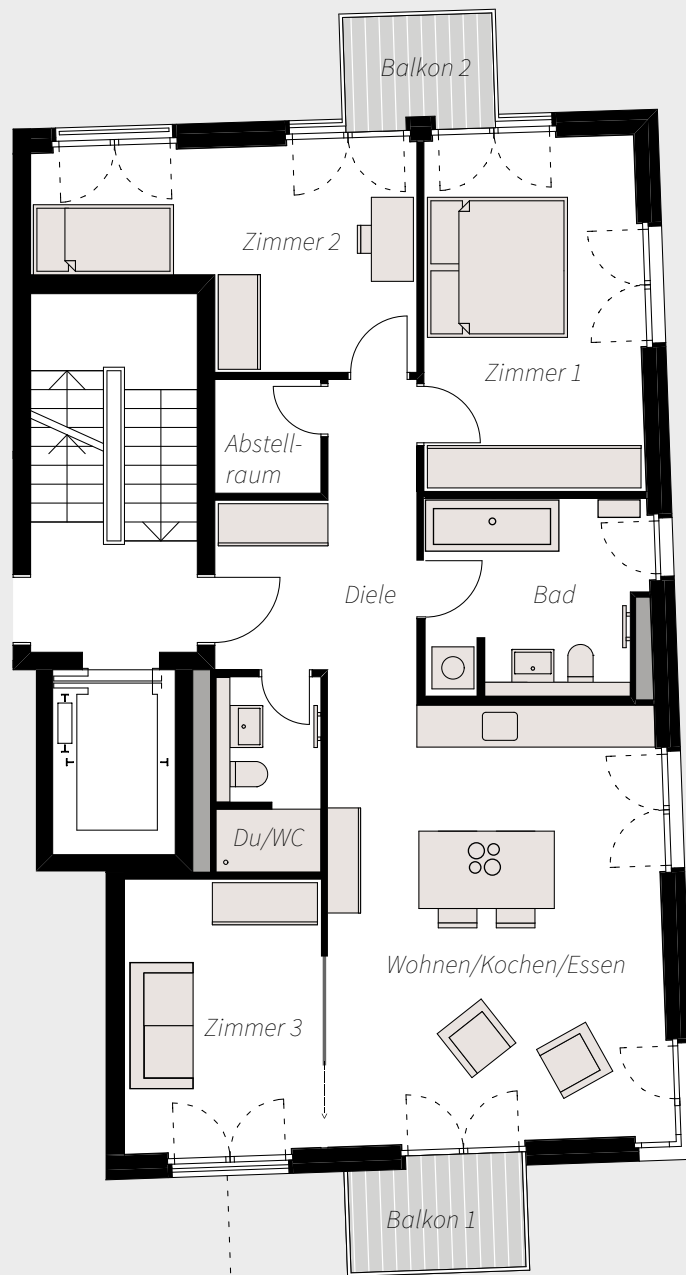 Balkon 2
Zimmer 2
Zimmer 1
Abstell-
raum
Diele
Bad
Du/WC
Wohnen/Kochen/Essen
Zimmer 3
Balkon 1